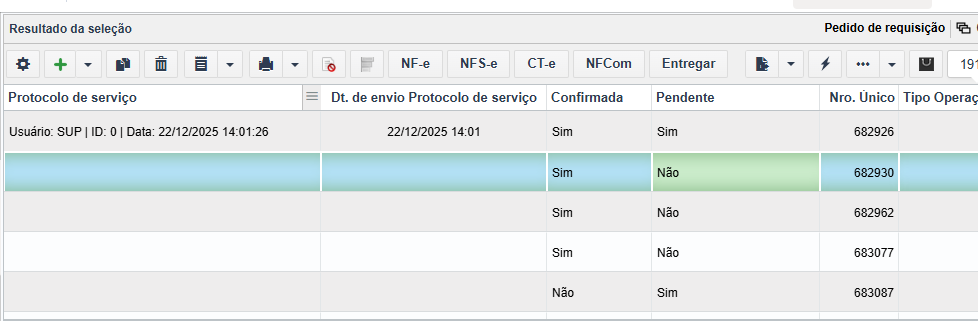 Resultado da seleção
Pedido de requisição
NF-e NFS-e CT-e NFCom Entregar 191
Protocolo de serviço Dt. de envio Protocolo de serviço Confirmada Pendente Nro. Único Tipo Operaç
Usuário: SUP | ID: 0 | Data: 22/12/2025 14:01:26 22/12/2025 14:01 Sim Sim 682926
Sim Não 682930
Sim Não 682962
Sim Não 683077
Não Sim 683087